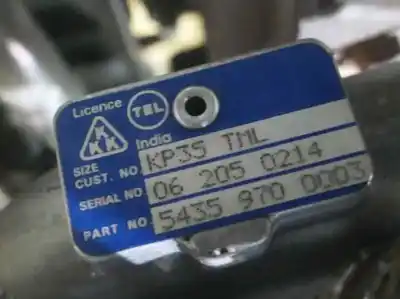 Licence TEL
KKK India
SIZE KP35 TML
CUST. NO.
SERIAL NO 06 205 0214
PART NO 5435 970 0003